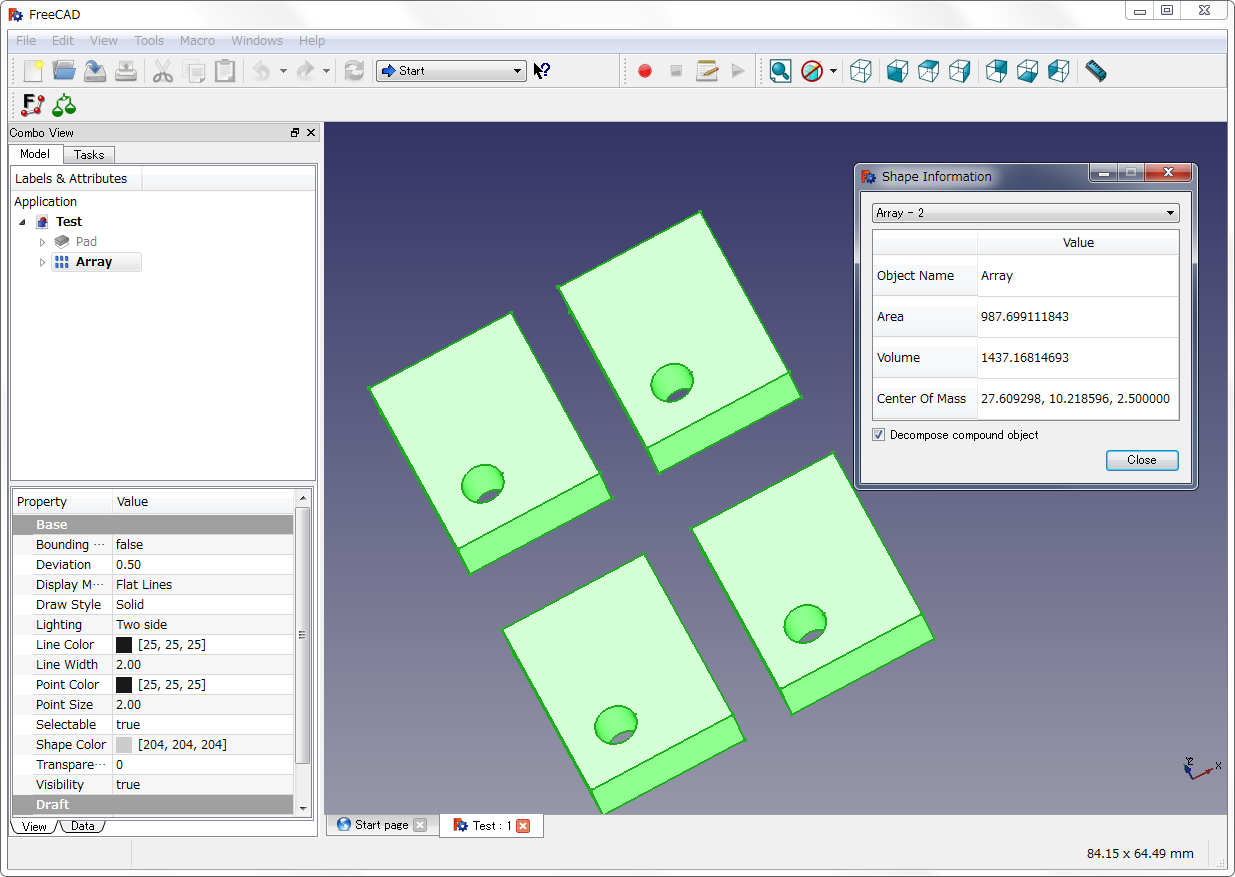 FreeCAD
File Edit View Tools Macro Windows Help
Start
Combo View
Model Tasks
Labels & Attributes
Application
Test
Pad
Array
Property Value
Base
Bounding ··· false
Deviation 0.50
Display M··· Flat Lines
Draw Style Solid
Lighting Two side
Line Color [25, 25, 25]
Line Width 2.00
Point Color [25, 25, 25]
Point Size 2.00
Selectable true
Shape Color [204, 204, 204]
Transpare··· 0
Visibility true
Draft
View Data
Shape Information
Array - 2
Value
Object Name Array
Area 987.699111843
Volume 1437.16814693
Center Of Mass 27.609298, 10.218596, 2.500000
Decompose compound object
Close
Z
X
Start page Test : 1
84.15 x 64.49 mm